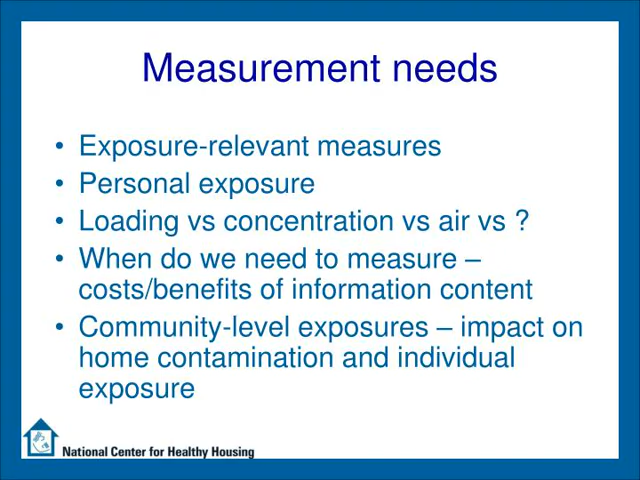 Measurement needs
• Exposure-relevant measures
• Personal exposure
• Loading vs concentration vs air vs ?
• When do we need to measure –
costs/benefits of information content
• Community-level exposures – impact on
home contamination and individual
exposure
National Center for Healthy Housing